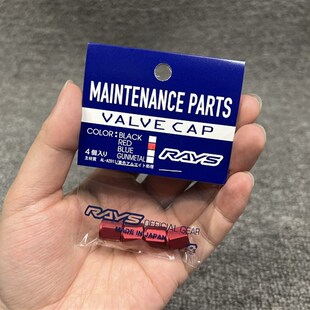 MAINTENANCE PARTS
VALVE CAP
COLOR: BLACK
RED
BLUE
GUNMETAL
4個入り
RAYS
RAYS OFFICIAL GEAR
MADE IN JAPAN
RAYS